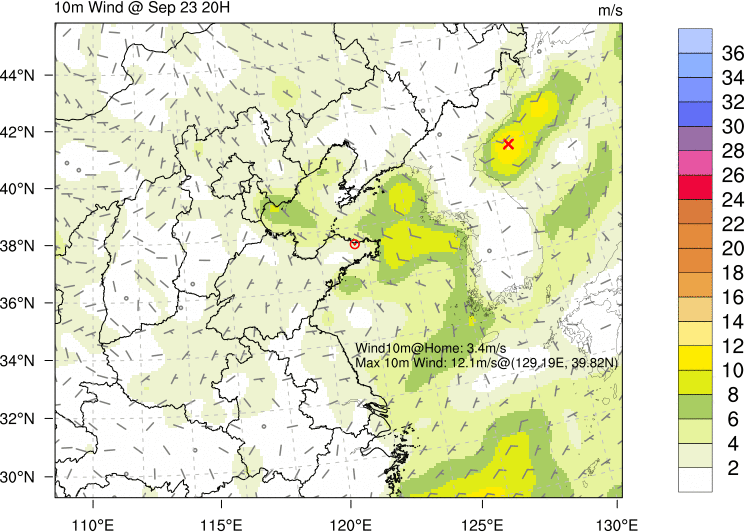 10m Wind @ Sep 23 20H
m/s
44°N
42°N
40°N
38°N
36°N
34°N
32°N
30°N
110°E
115°E
120°E
125°E
130°E
Wind10m@Home: 3.4m/s
Max 10m Wind: 12.1m/s@(129.19E, 39.82N)
36
34
32
30
28
26
24
22
20
18
16
14
12
10
8
6
4
2